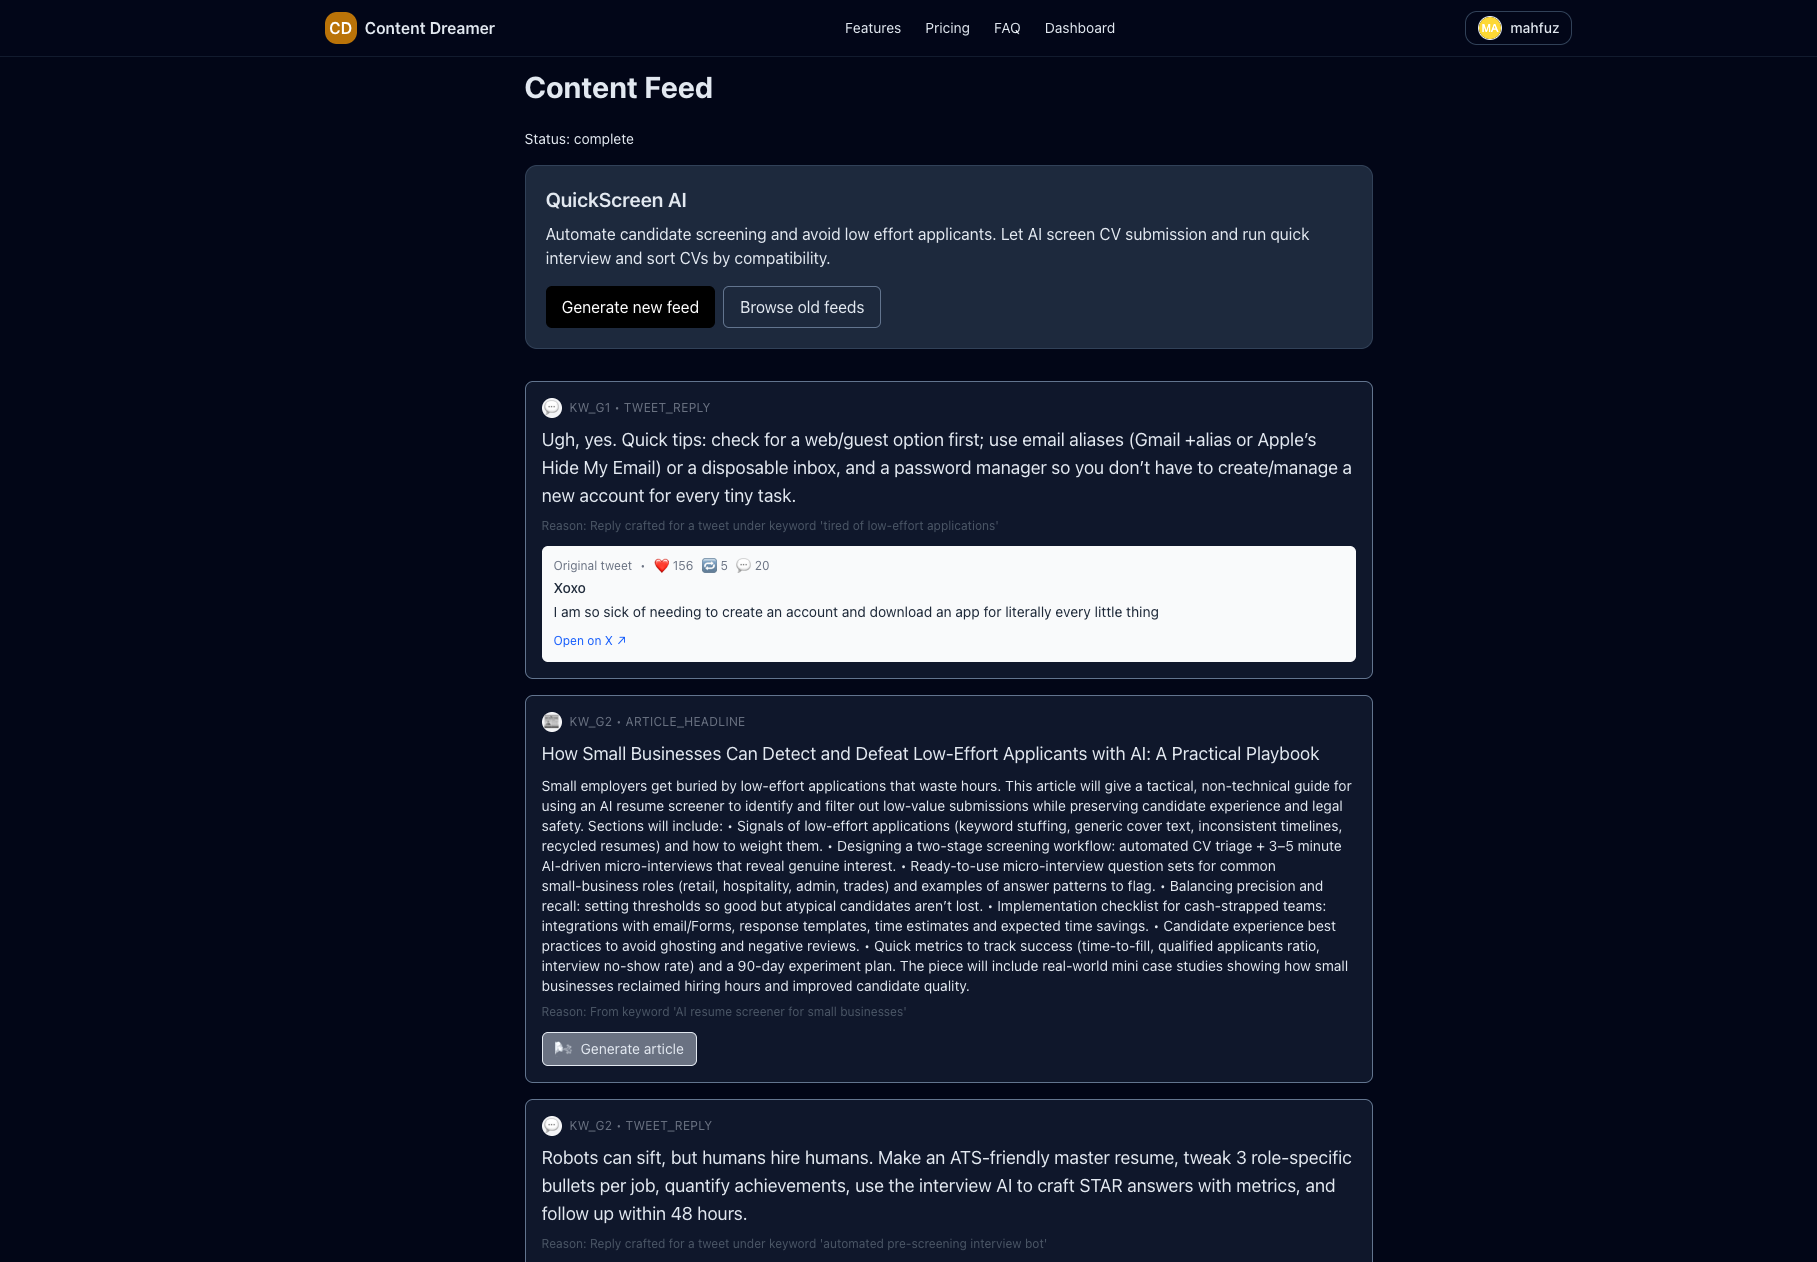 CD Content Dreamer
Features Pricing FAQ Dashboard
MA mahfuz
Content Feed
Status: complete
QuickScreen AI
Automate candidate screening and avoid low effort applicants. Let AI screen CV submission and run quick
interview and sort CVs by compatibility.
Generate new feed Browse old feeds
KW_G1 • TWEET_REPLY
Ugh, yes. Quick tips: check for a web/guest option first; use email aliases (Gmail +alias or Apple’s
Hide My Email) or a disposable inbox, and a password manager so you don’t have to create/manage a
new account for every tiny task.
Reason: Reply crafted for a tweet under keyword 'tired of low-effort applications'
Original tweet • ❤️ 156 🔁 5 💬 20
Xoxo
I am so sick of needing to create an account and download an app for literally every little thing
Open on X ↗
KW_G2 • ARTICLE_HEADLINE
How Small Businesses Can Detect and Defeat Low-Effort Applicants with AI: A Practical Playbook
Small employers get buried by low-effort applications that waste hours. This article will give a tactical, non-technical guide for
using an AI resume screener to identify and filter out low-value submissions while preserving candidate experience and legal
safety. Sections will include: • Signals of low-effort applications (keyword stuffing, generic cover text, inconsistent timelines,
recycled resumes) and how to weight them. • Designing a two-stage screening workflow: automated CV triage + 3–5 minute
AI-driven micro-interviews that reveal genuine interest. • Ready-to-use micro-interview question sets for common
small-business roles (retail, hospitality, admin, trades) and examples of answer patterns to flag. • Balancing precision and
recall: setting thresholds so good but atypical candidates aren’t lost. • Implementation checklist for cash-strapped teams:
integrations with email/Forms, response templates, time estimates and expected time savings. • Candidate experience best
practices to avoid ghosting and negative reviews. • Quick metrics to track success (time-to-fill, qualified applicants ratio,
interview no-show rate) and a 90-day experiment plan. The piece will include real-world mini case studies showing how small
businesses reclaimed hiring hours and improved candidate quality.
Reason: From keyword 'AI resume screener for small businesses'
Generate article
KW_G2 • TWEET_REPLY
Robots can sift, but humans hire humans. Make an ATS-friendly master resume, tweak 3 role-specific
bullets per job, quantify achievements, use the interview AI to craft STAR answers with metrics, and
follow up within 48 hours.
Reason: Reply crafted for a tweet under keyword 'automated pre-screening interview bot'